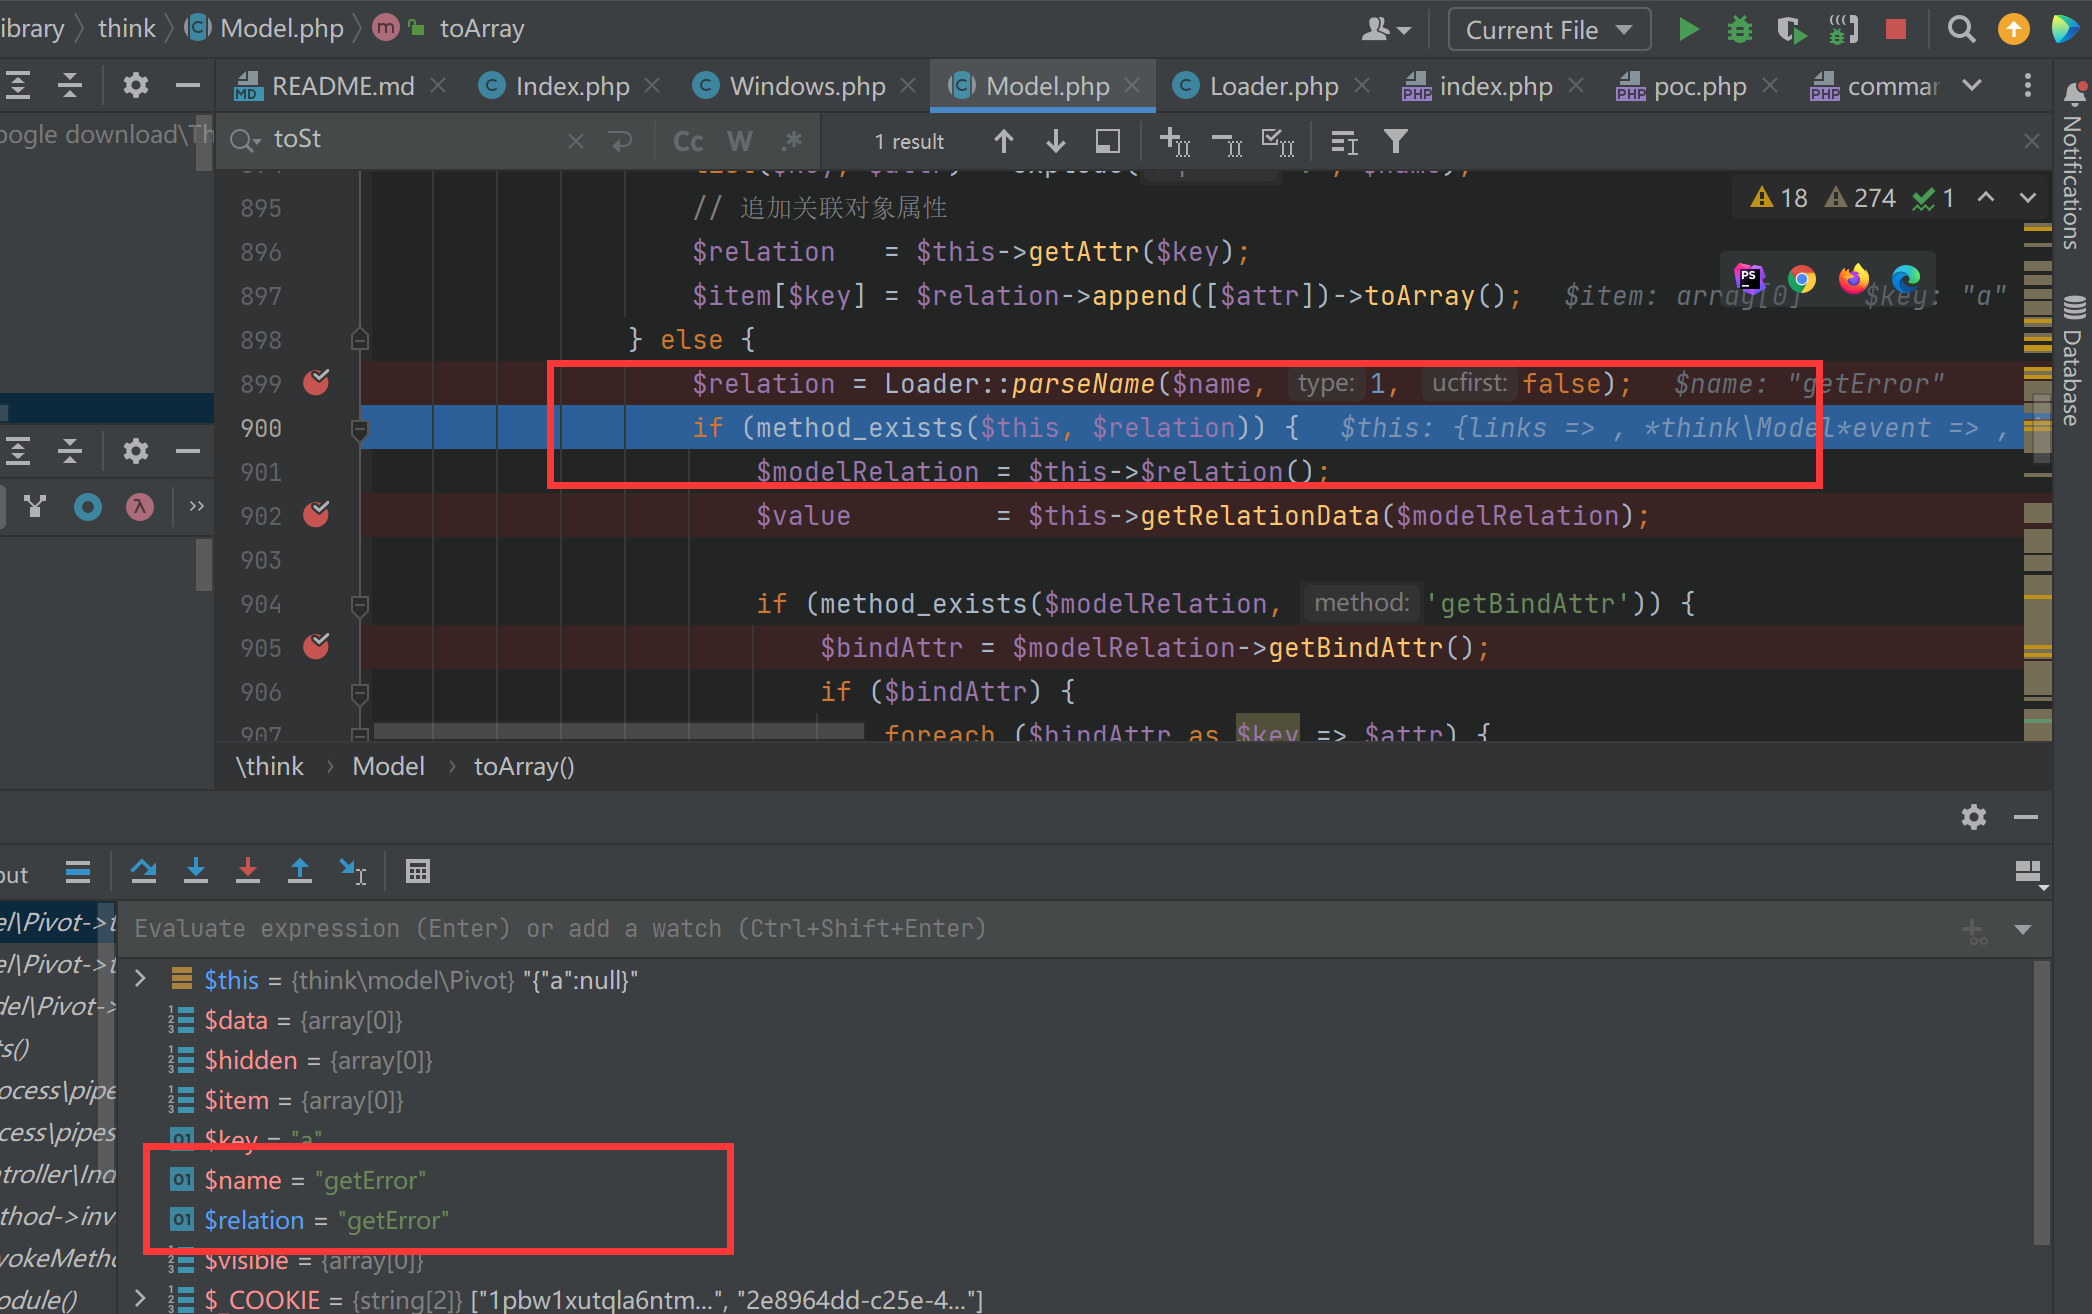 ibrary think Model.php m toArray Current File
README.md Index.php Windows.php Model.php Loader.php index.php poc.php commar
oogle download\Th
toSt Cc W .* 1 result
18 274 1
895 // 追加关联对象属性
896 $relation = $this->getAttr($key);
897 $item[$key] = $relation->append([$attr])->toArray(); $item: array[0] $key: "a"
898 } else {
899 $relation = Loader::parseName($name, type: 1, ucfirst: false); $name: "getError"
900 if (method_exists($this, $relation)) { $this: {links => , *think\Model*event => ,
901 $modelRelation = $this->$relation();
902 $value = $this->getRelationData($modelRelation);
903
904 if (method_exists($modelRelation, method: 'getBindAttr')) {
905 $bindAttr = $modelRelation->getBindAttr();
906 if ($bindAttr) {
907 foreach ($bindAttr as $key => $attr) {
\think › Model › toArray()
Notifications
Database
out
Evaluate expression (Enter) or add a watch (Ctrl+Shift+Enter)
el\Pivot->t
el\Pivot->t
del\Pivot->
ts()
ocess\pipe
cess\pipes
ntroller\Ind
thod->inv
vokeMetho
odule()
$this = {think\model\Pivot} "{"a":null}"
$data = {array[0]}
$hidden = {array[0]}
$item = {array[0]}
$key = "a"
$name = "getError"
$relation = "getError"
$visible = {array[0]}
$_COOKIE = {string[2]} ["1pbw1xutqla6ntm...", "2e8964dd-c25e-4..."]